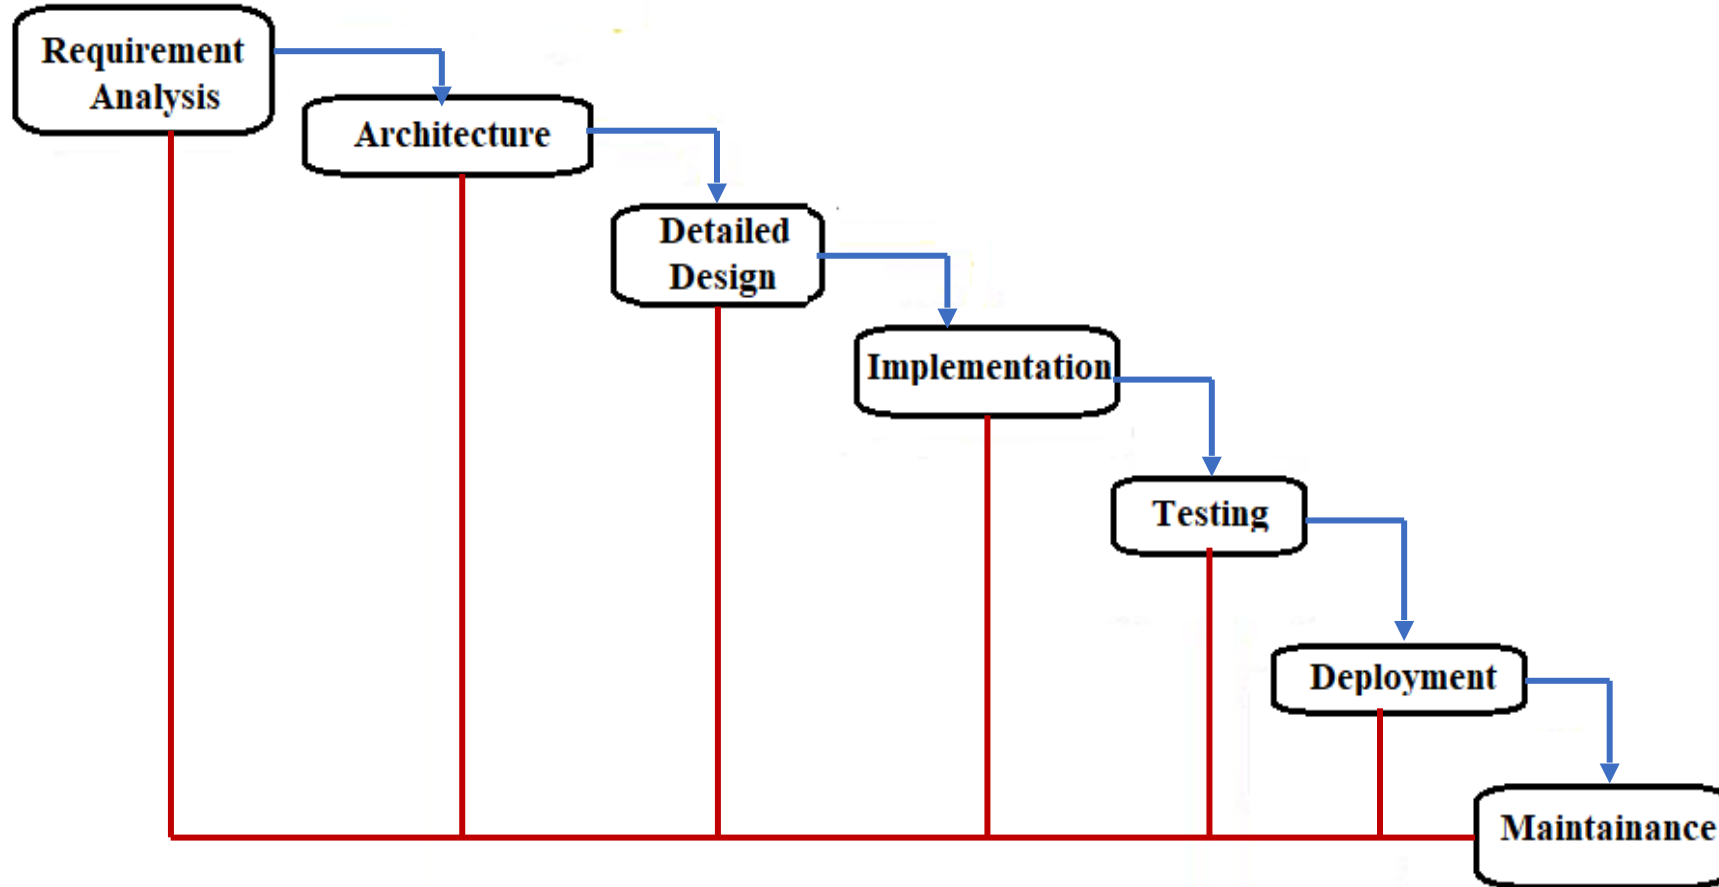 Requirement
Analysis
Architecture
Detailed
Design
Implementation
Testing
Deployment
Maintainance